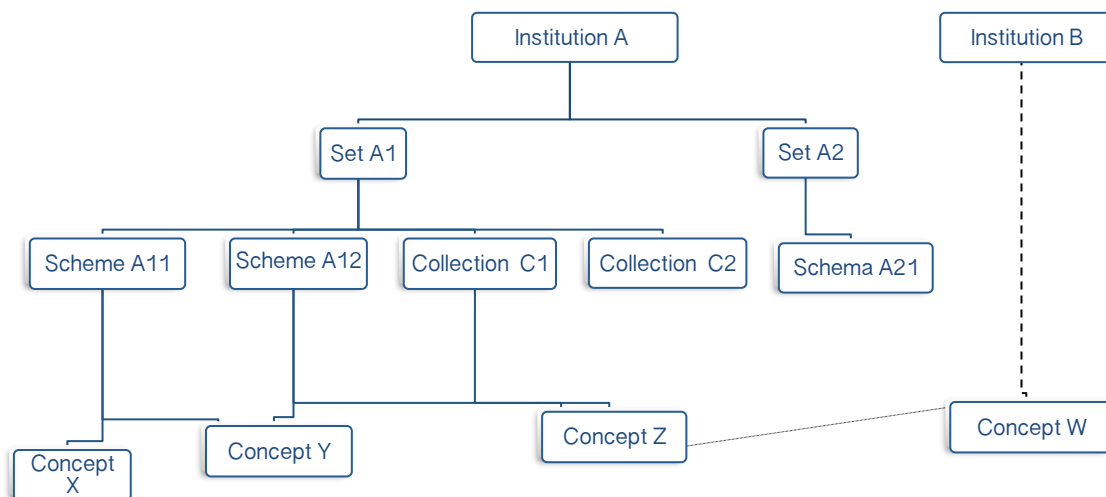 Institution A
Institution B
Set A1
Set A2
Scheme A11
Scheme A12
Collection C1
Collection C2
Schema A21
Concept
X
Concept Y
Concept Z
Concept W